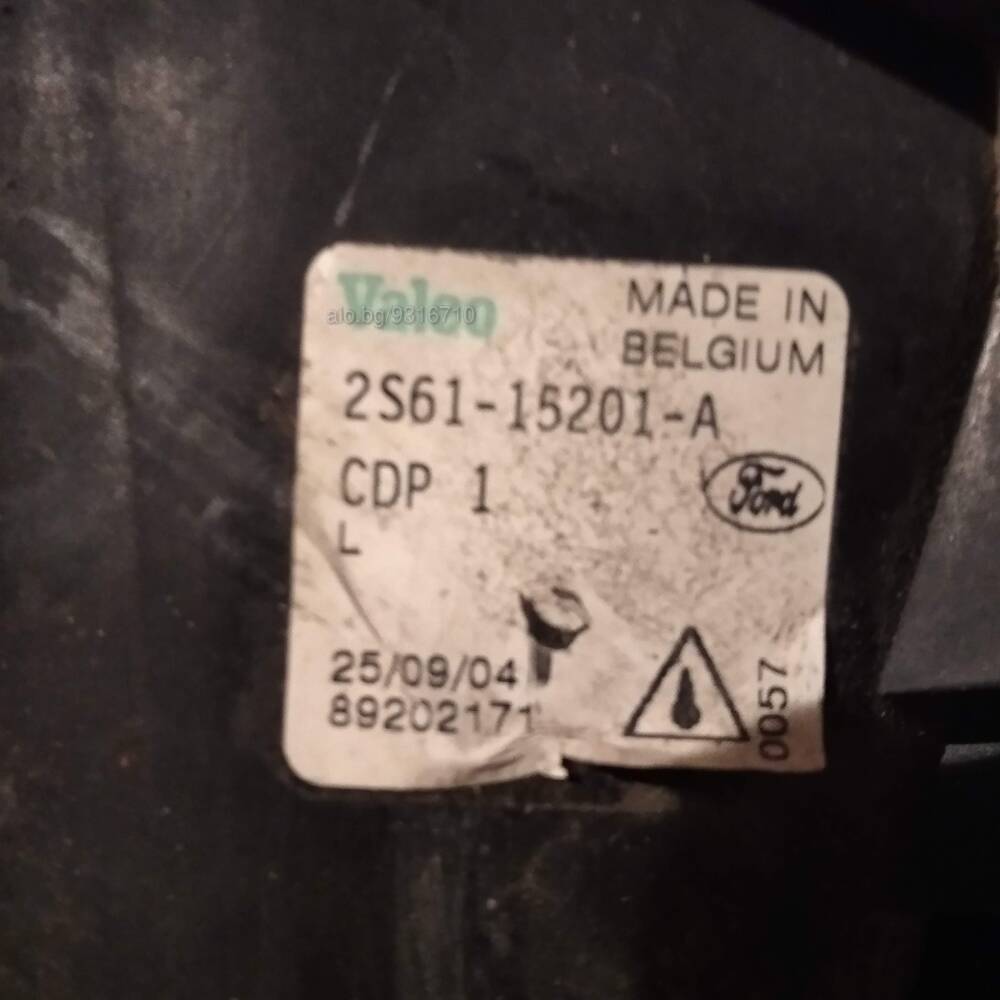 Valeo
alo.bg/9316710
MADE IN
BELGIUM
2S61-15201-A
CDP 1
Ford
L
25/09/04
89202171
0057